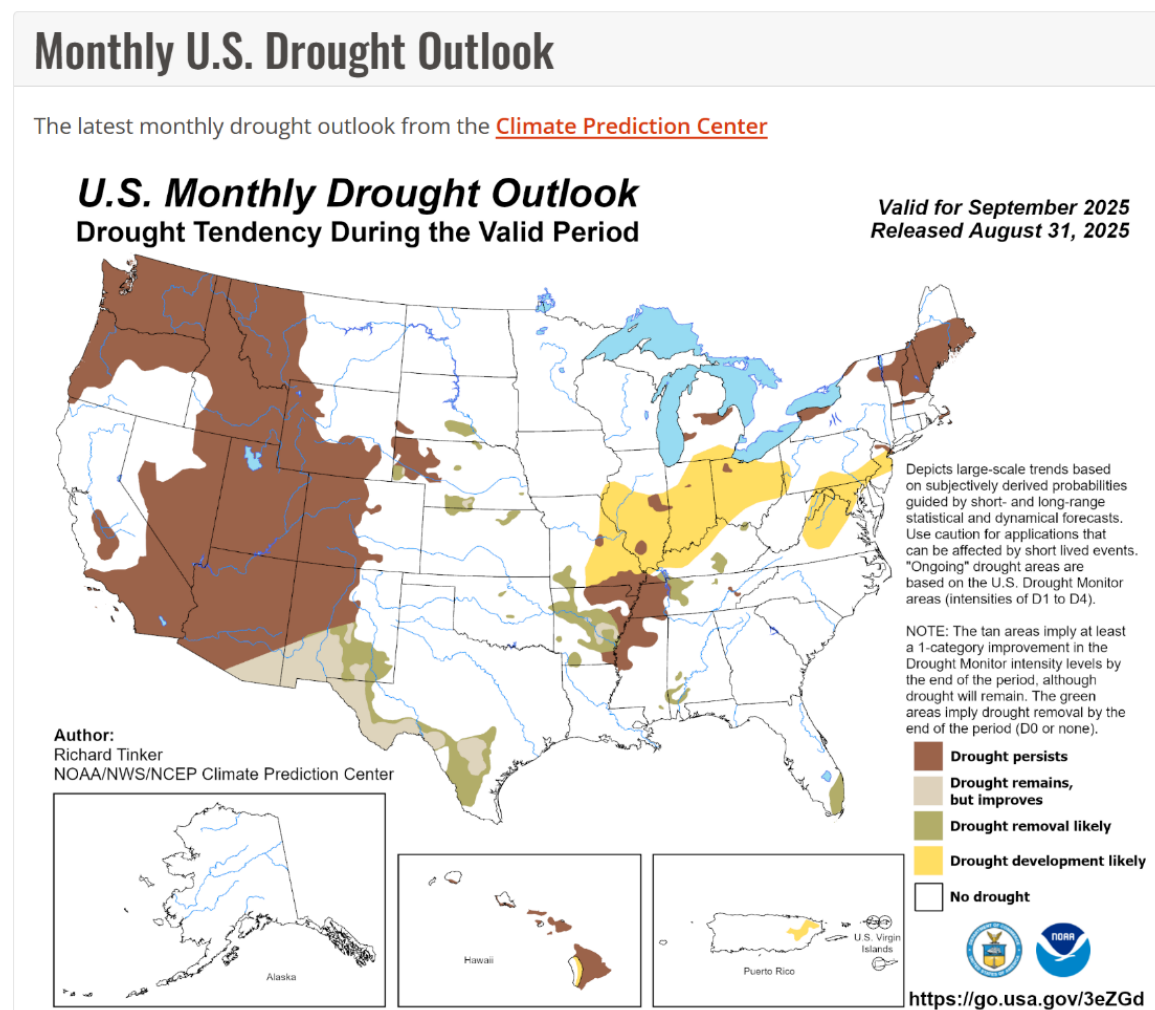 Monthly U.S. Drought Outlook
The latest monthly drought outlook from the Climate Prediction Center
U.S. Monthly Drought Outlook
Drought Tendency During the Valid Period
Valid for September 2025
Released August 31, 2025
Depicts large-scale trends based
on subjectively derived probabilities
guided by short- and long-range
statistical and dynamical forecasts.
Use caution for applications that
can be affected by short lived events.
"Ongoing" drought areas are
based on the U.S. Drought Monitor
areas (intensities of D1 to D4).
NOTE: The tan areas imply at least
a 1-category improvement in the
Drought Monitor intensity levels by
the end of the period, although
drought will remain. The green
areas imply drought removal by the
end of the period (D0 or none).
Author:
Richard Tinker
NOAA/NWS/NCEP Climate Prediction Center
Drought persists
Drought remains,
but improves
Drought removal likely
Drought development likely
No drought
Alaska
Hawaii
Puerto Rico
U.S. Virgin
Islands
NOAA
https://go.usa.gov/3eZGd